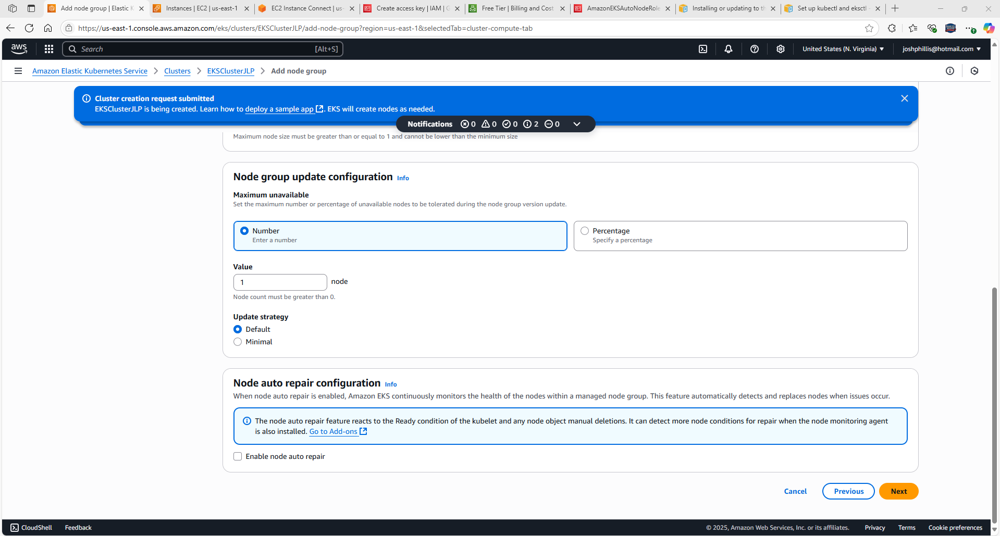 Add node group | Elastic K
Instances | EC2 | us-east-1
EC2 Instance Connect | us-
Create access key | IAM | G
Free Tier | Billing and Cost
AmazonEKSAutoNodeRole
Installing or updating to th
Set up kubectl and eksctl -
https://us-east-1.console.aws.amazon.com/eks/clusters/EKSClusterJLP/add-node-group?region=us-east-1&selectedTab=cluster-compute-tab
aws
Search
[Alt+S]
United States (N. Virginia)
joshphillis@hotmail.com
Amazon Elastic Kubernetes Service
Clusters
EKSClusterJLP
Add node group
Cluster creation request submitted
EKSClusterJLP is being created. Learn how to deploy a sample app. EKS will create nodes as needed.
Notifications 0 0 0 2 0
Maximum node size must be greater than or equal to 1 and cannot be lower than the minimum size
Node group update configuration Info
Maximum unavailable
Set the maximum number or percentage of unavailable nodes to be tolerated during the node group version update.
Number
Enter a number
Percentage
Specify a percentage
Value
1 node
Node count must be greater than 0.
Update strategy
Default
Minimal
Node auto repair configuration Info
When node auto repair is enabled, Amazon EKS continuously monitors the health of the nodes within a managed node group. This feature automatically detects and replaces nodes when issues occur.
The node auto repair feature reacts to the Ready condition of the kubelet and any node object manual deletions. It can detect more node conditions for repair when the node monitoring agent
is also installed. Go to Add-ons
Enable node auto repair
Cancel
Previous
Next
CloudShell
Feedback
© 2025, Amazon Web Services, Inc. or its affiliates.
Privacy
Terms
Cookie preferences